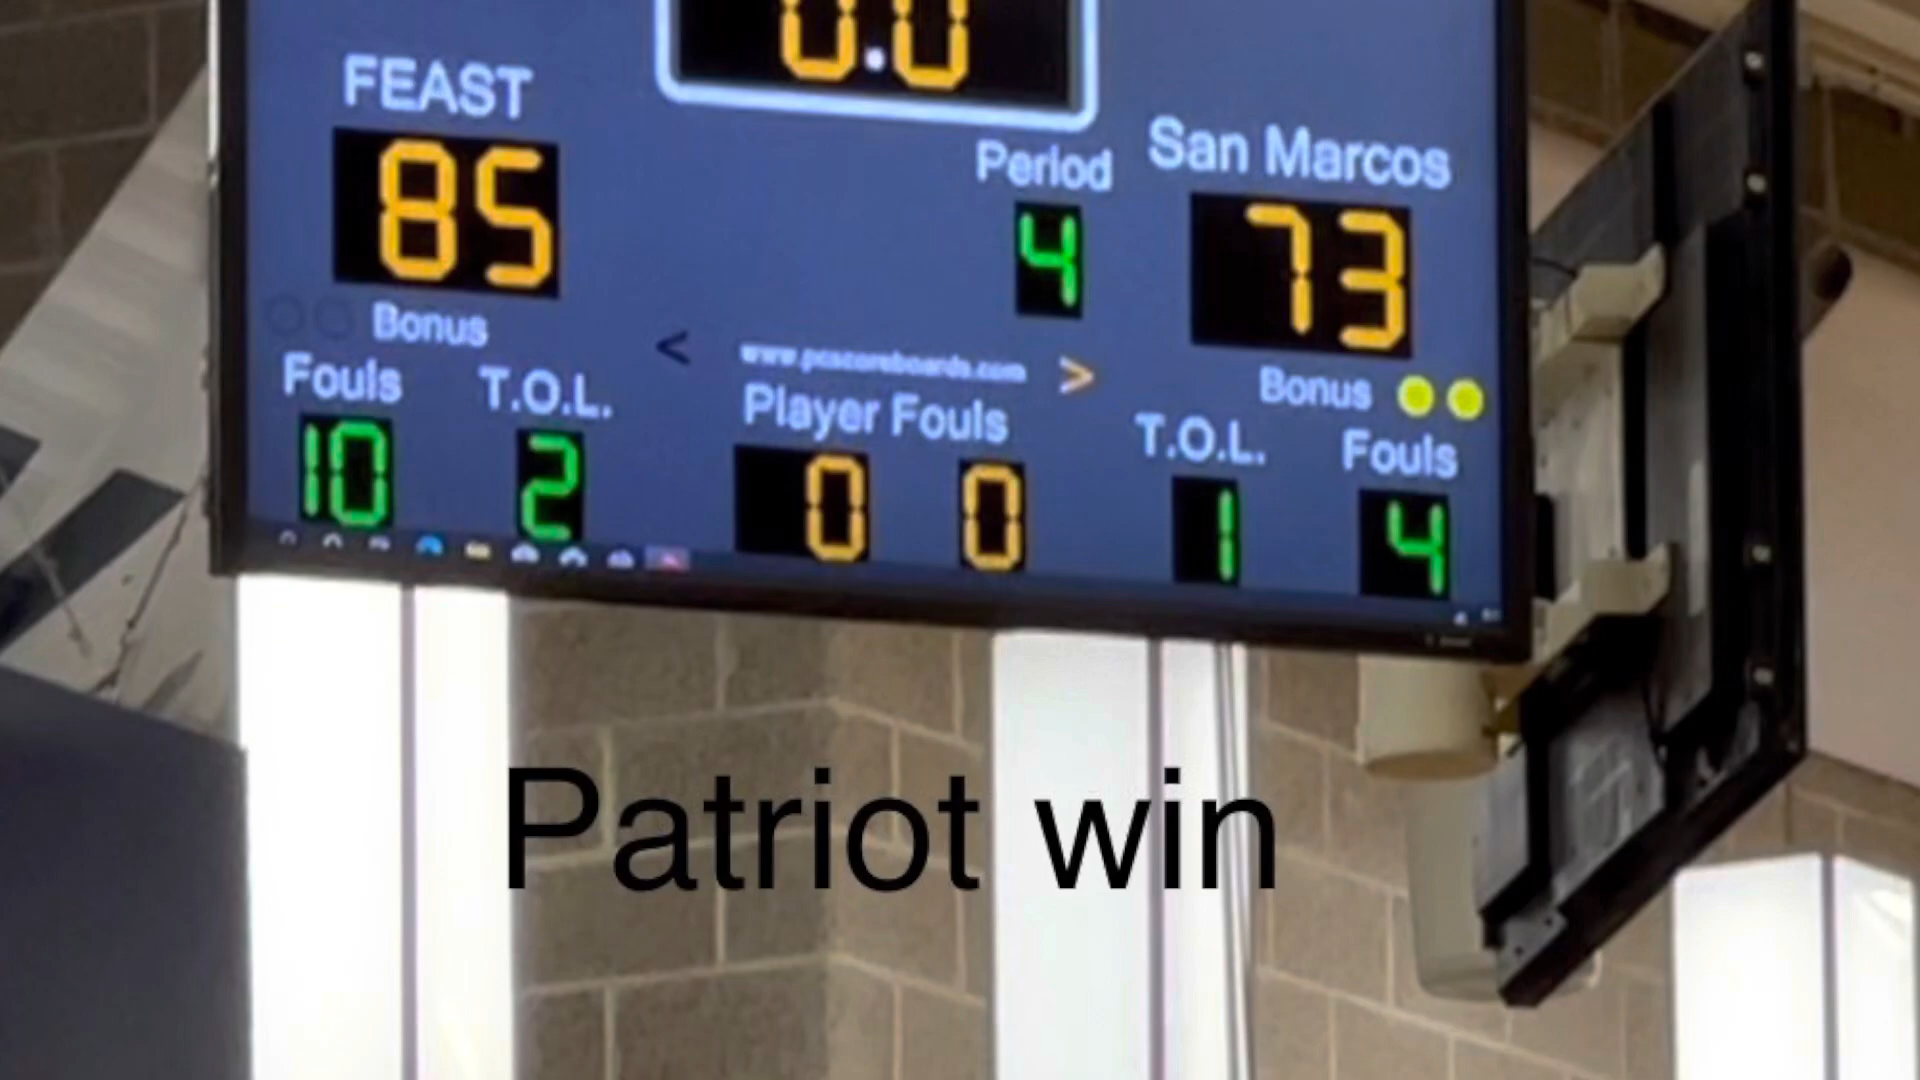 0.0
FEAST
San Marcos
Period
85
4
73
Bonus
< www.pcscoreboards.com >
Bonus
Fouls
T.O.L.
Player Fouls
T.O.L.
Fouls
10
2
0
0
1
4
Patriot win